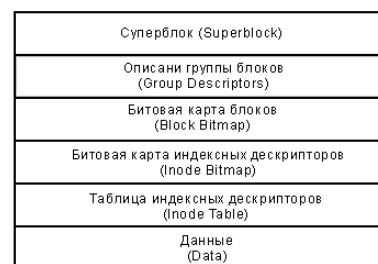 Суперблок (Superblock)
Описани группы блоков
(Group Descriptors)
Битовая карта блоков
(Block Bitmap)
Битовая карта индексных дескрипторов
(Inode Bitmap)
Таблица индексных дескрипторов
(Inode Table)
Данные
(Data)